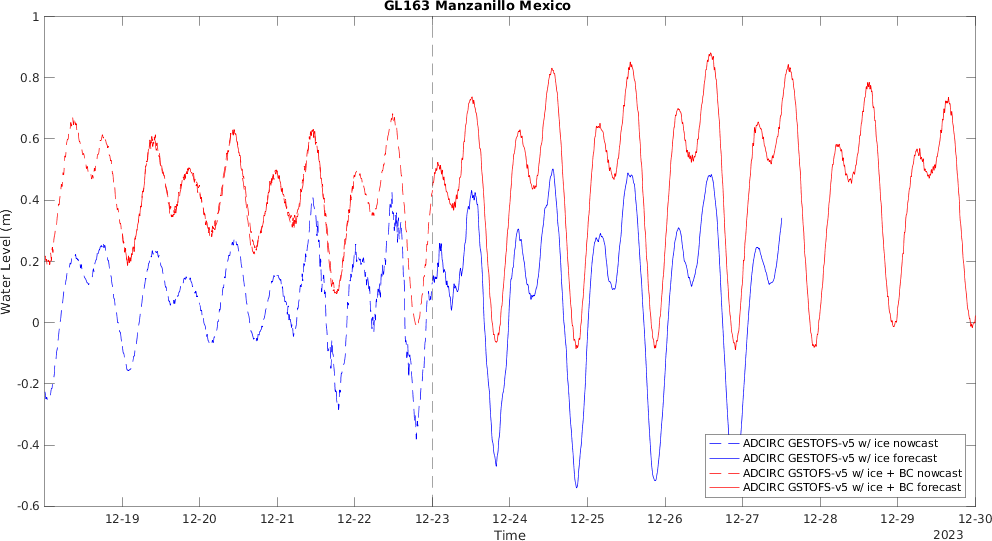 GL163 Manzanillo Mexico
Water Level (m)
1
0.8
0.6
0.4
0.2
0
-0.2
-0.4
-0.6
ADCIRC GESTOFS-v5 w/ ice nowcast
ADCIRC GESTOFS-v5 w/ ice forecast
ADCIRC GSTOFS-v5 w/ ice + BC nowcast
ADCIRC GSTOFS-v5 w/ ice + BC forecast
12-19 12-20 12-21 12-22 12-23 12-24 12-25 12-26 12-27 12-28 12-29 12-30
Time
2023